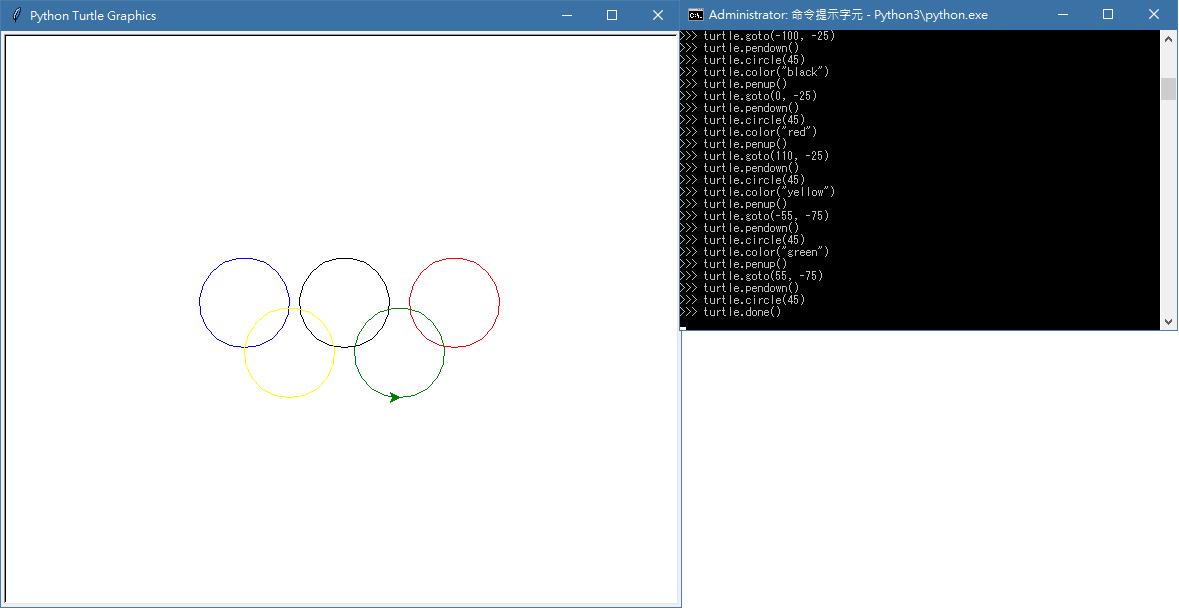 Python Turtle Graphics
Administrator: 命令提示字元 - Python3\python.exe
>>> turtle.goto(-100, -25)
>>> turtle.pendown()
>>> turtle.circle(45)
>>> turtle.color("black")
>>> turtle.penup()
>>> turtle.goto(0, -25)
>>> turtle.pendown()
>>> turtle.circle(45)
>>> turtle.color("red")
>>> turtle.penup()
>>> turtle.goto(110, -25)
>>> turtle.pendown()
>>> turtle.circle(45)
>>> turtle.color("yellow")
>>> turtle.penup()
>>> turtle.goto(-55, -75)
>>> turtle.pendown()
>>> turtle.circle(45)
>>> turtle.color("green")
>>> turtle.penup()
>>> turtle.goto(55, -75)
>>> turtle.pendown()
>>> turtle.circle(45)
>>> turtle.done()